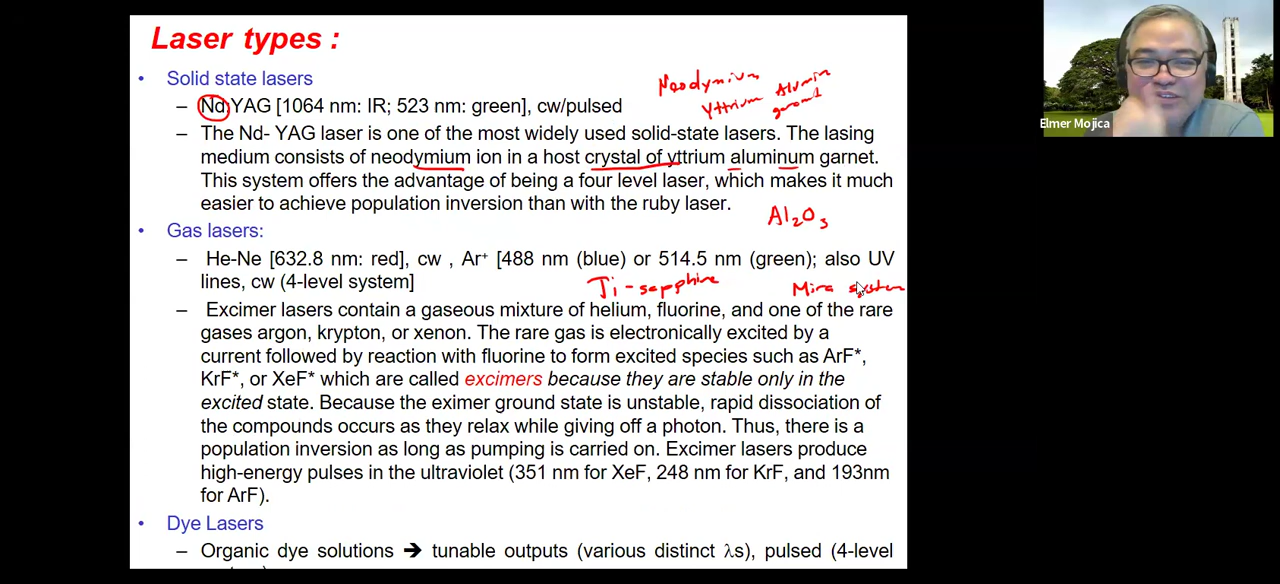 Laser types :
• Solid state lasers
– Nd:YAG [1064 nm: IR; 523 nm: green], cw/pulsed
Neodymium
Yttrium Alumin
garnet
– The Nd- YAG laser is one of the most widely used solid-state lasers. The lasing
medium consists of neodymium ion in a host crystal of yttrium aluminum garnet.
This system offers the advantage of being a four level laser, which makes it much
easier to achieve population inversion than with the ruby laser.
Al2O3
• Gas lasers:
– He-Ne [632.8 nm: red], cw , Ar+ [488 nm (blue) or 514.5 nm (green); also UV
lines, cw (4-level system]
Ti-sapphire
Mira system
– Excimer lasers contain a gaseous mixture of helium, fluorine, and one of the rare
gases argon, krypton, or xenon. The rare gas is electronically excited by a
current followed by reaction with fluorine to form excited species such as ArF*,
KrF*, or XeF* which are called excimers because they are stable only in the
excited state. Because the eximer ground state is unstable, rapid dissociation of
the compounds occurs as they relax while giving off a photon. Thus, there is a
population inversion as long as pumping is carried on. Excimer lasers produce
high-energy pulses in the ultraviolet (351 nm for XeF, 248 nm for KrF, and 193nm
for ArF).
• Dye Lasers
– Organic dye solutions ➔ tunable outputs (various distinct λs), pulsed (4-level
Elmer Mojica